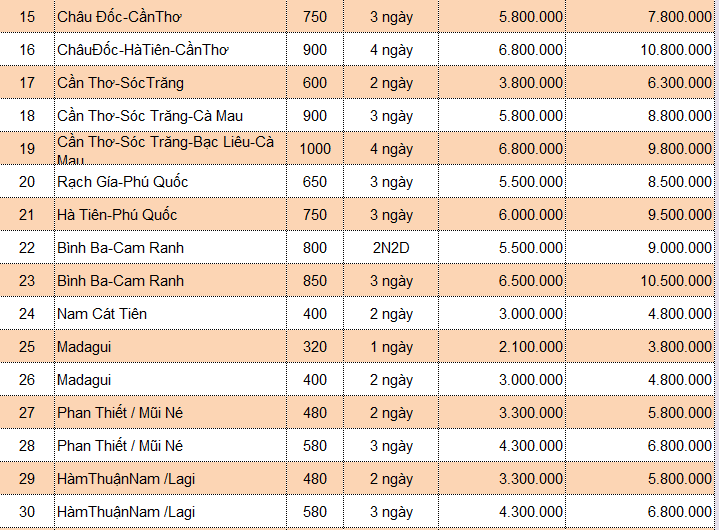 15 Châu Đốc-CầnThơ 750 3 ngày 5.800.000 7.800.000
16 ChâuĐốc-HàTiên-CầnThơ 900 4 ngày 6.800.000 10.800.000
17 Cần Thơ-SócTrăng 600 2 ngày 3.800.000 6.300.000
18 Cần Thơ-Sóc Trăng-Cà Mau 900 3 ngày 5.800.000 8.800.000
19 Cần Thơ-Sóc Trăng-Bạc Liêu-Cà 1000 4 ngày 6.800.000 9.800.000
Mau
20 Rạch Gía-Phú Quốc 650 3 ngày 5.500.000 8.500.000
21 Hà Tiên-Phú Quốc 750 3 ngày 6.000.000 9.500.000
22 Bình Ba-Cam Ranh 800 2N2D 5.500.000 9.000.000
23 Bình Ba-Cam Ranh 850 3 ngày 6.500.000 10.500.000
24 Nam Cát Tiên 400 2 ngày 3.000.000 4.800.000
25 Madagui 320 1 ngày 2.100.000 3.800.000
26 Madagui 400 2 ngày 3.000.000 4.800.000
27 Phan Thiết / Mũi Né 480 2 ngày 3.300.000 5.800.000
28 Phan Thiết / Mũi Né 580 3 ngày 4.300.000 6.800.000
29 HàmThuậnNam /Lagi 480 2 ngày 3.300.000 5.800.000
30 HàmThuậnNam /Lagi 580 3 ngày 4.300.000 6.800.000